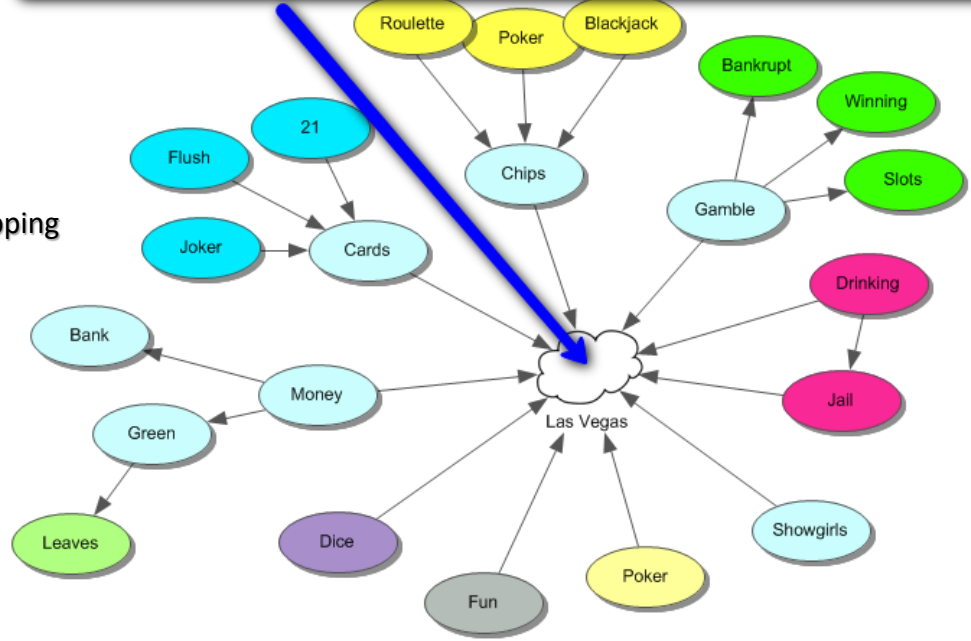 Roulette
Poker
Blackjack
Bankrupt
Winning
21
Flush
Chips
Slots
Gamble
pping
Joker
Cards
Drinking
Bank
Money
Jail
Green
Las Vegas
Showgirls
Leaves
Dice
Poker
Fun